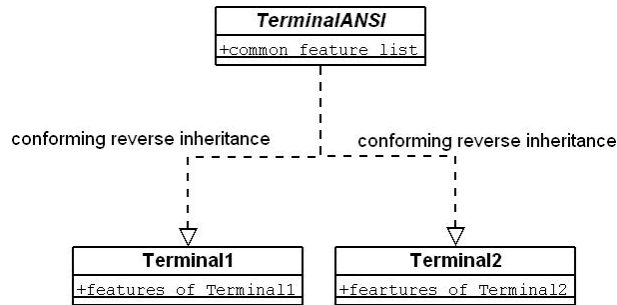 TerminalANSI
+common feature list
conforming reverse inheritance
conforming reverse inheritance
Terminal1
Terminal2
+features of Terminal1
+feartures of Terminal2